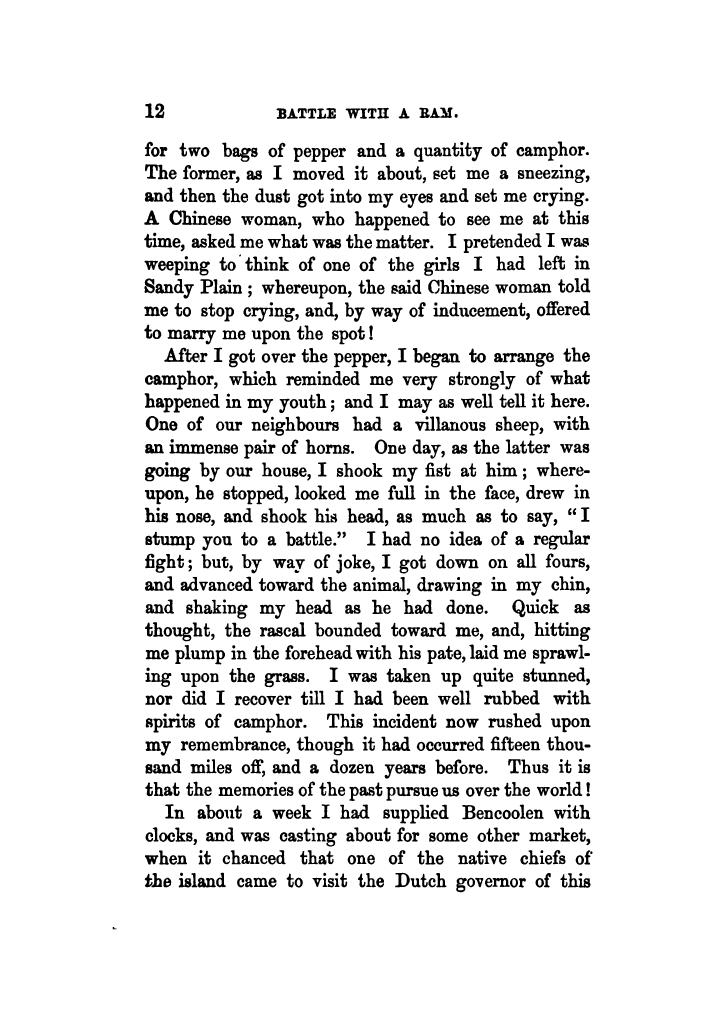 12 BATTLE WITH A RAM.
for two bags of pepper and a quantity of camphor.
The former, as I moved it about, set me a sneezing,
and then the dust got into my eyes and set me crying.
A Chinese woman, who happened to see me at this
time, asked me what was the matter. I pretended I was
weeping to think of one of the girls I had left in
Sandy Plain ; whereupon, the said Chinese woman told
me to stop crying, and, by way of inducement, offered
to marry me upon the spot !
After I got over the pepper, I began to arrange the
camphor, which reminded me very strongly of what
happened in my youth ; and I may as well tell it here.
One of our neighbours had a villanous sheep, with
an immense pair of horns. One day, as the latter was
going by our house, I shook my fist at him ; where-
upon, he stopped, looked me full in the face, drew in
his nose, and shook his head, as much as to say, “ I
stump you to a battle.” I had no idea of a regular
fight ; but, by way of joke, I got down on all fours,
and advanced toward the animal, drawing in my chin,
and shaking my head as he had done. Quick as
thought, the rascal bounded toward me, and, hitting
me plump in the forehead with his pate, laid me sprawl-
ing upon the grass. I was taken up quite stunned,
nor did I recover till I had been well rubbed with
spirits of camphor. This incident now rushed upon
my remembrance, though it had occurred fifteen thou-
sand miles off, and a dozen years before. Thus it is
that the memories of the past pursue us over the world !
In about a week I had supplied Bencoolen with
clocks, and was casting about for some other market,
when it chanced that one of the native chiefs of
the island came to visit the Dutch governor of this